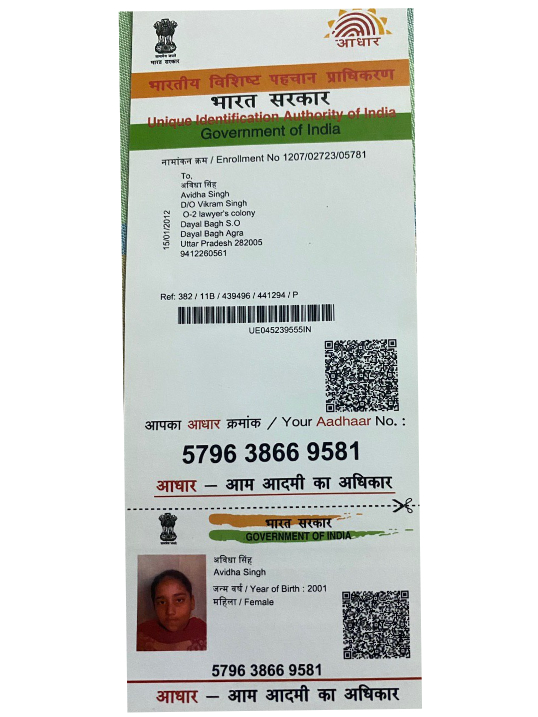 भारत सरकार
आधार
भारतीय विशिष्ट पहचान प्राधिकरण
भारत सरकार
Unique Identification Authority of India
Government of India
नामांकन क्रम / Enrollment No 1207/02723/05781
To,
अविधा सिंह
Avidha Singh
D/O Vikram Singh
O-2 lawyer's colony
Dayal Bagh S.O
Dayal Bagh Agra
Uttar Pradesh 282005
9412260561
15/01/2012
Ref: 382 / 11B / 439496 / 441294 / P
UE045239555IN
आपका आधार क्रमांक / Your Aadhaar No. :
5796 3866 9581
आधार – आम आदमी का अधिकार
भारत सरकार
GOVERNMENT OF INDIA
अविधा सिंह
Avidha Singh
जन्म वर्ष / Year of Birth : 2001
महिला / Female
5796 3866 9581
आधार – आम आदमी का अधिकार